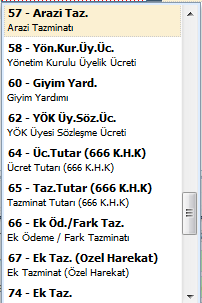 57 - Arazi Taz.
Arazi Tazminatı
58 - Yön.Kur.Üy.Üc.
Yönetim Kurulu Üyelik Ücreti
60 - Giyim Yard.
Giyim Yardımı
62 - YÖK Üy.Söz.Üc.
YÖK Üyesi Sözleşme Ücreti
64 - Üc.Tutar (666 K.H.K)
Ücret Tutarı (666 K.H.K)
65 - Taz.Tutar (666 K.H.K)
Tazminat Tutarı (666 K.H.K)
66 - Ek Öd./Fark Taz.
Ek Ödeme / Fark Tazminatı
67 - Ek Taz. (Özel Harekat)
Ek Tazminat (Özel Harekat)
74 - Ek Taz.